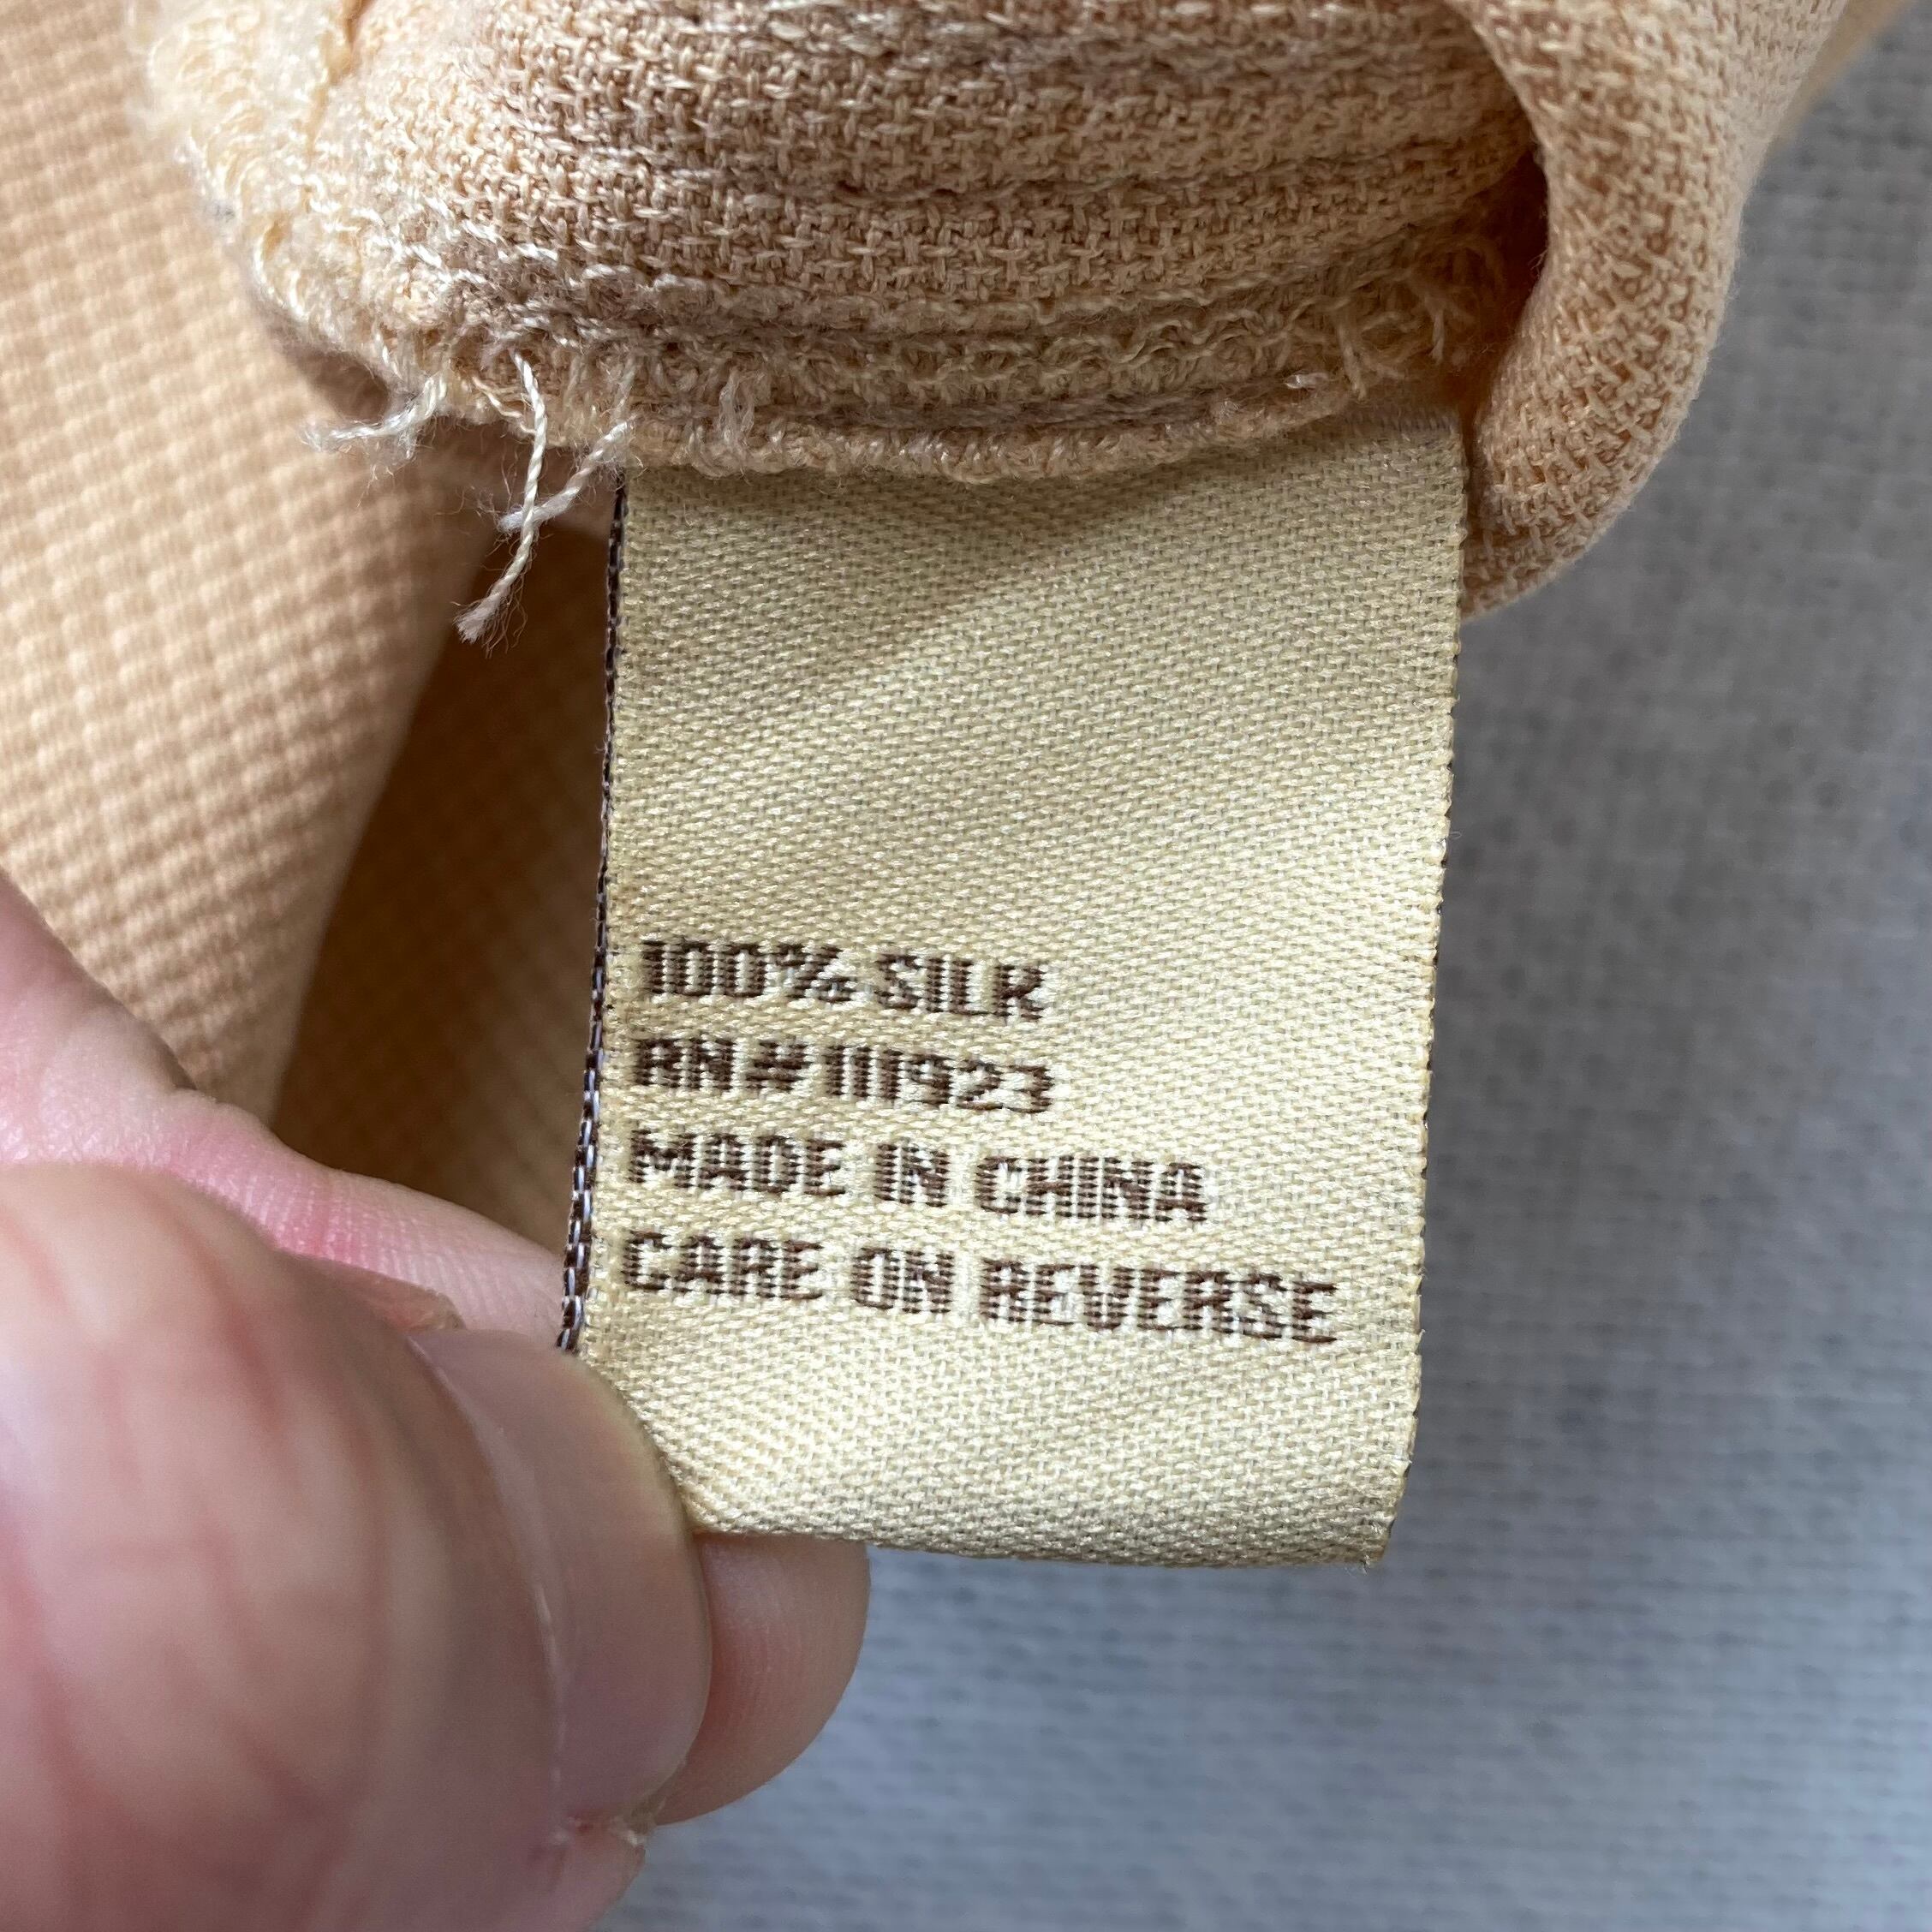 100% SILK
RN#111923
MADE IN CHINA
CARE ON REVERSE